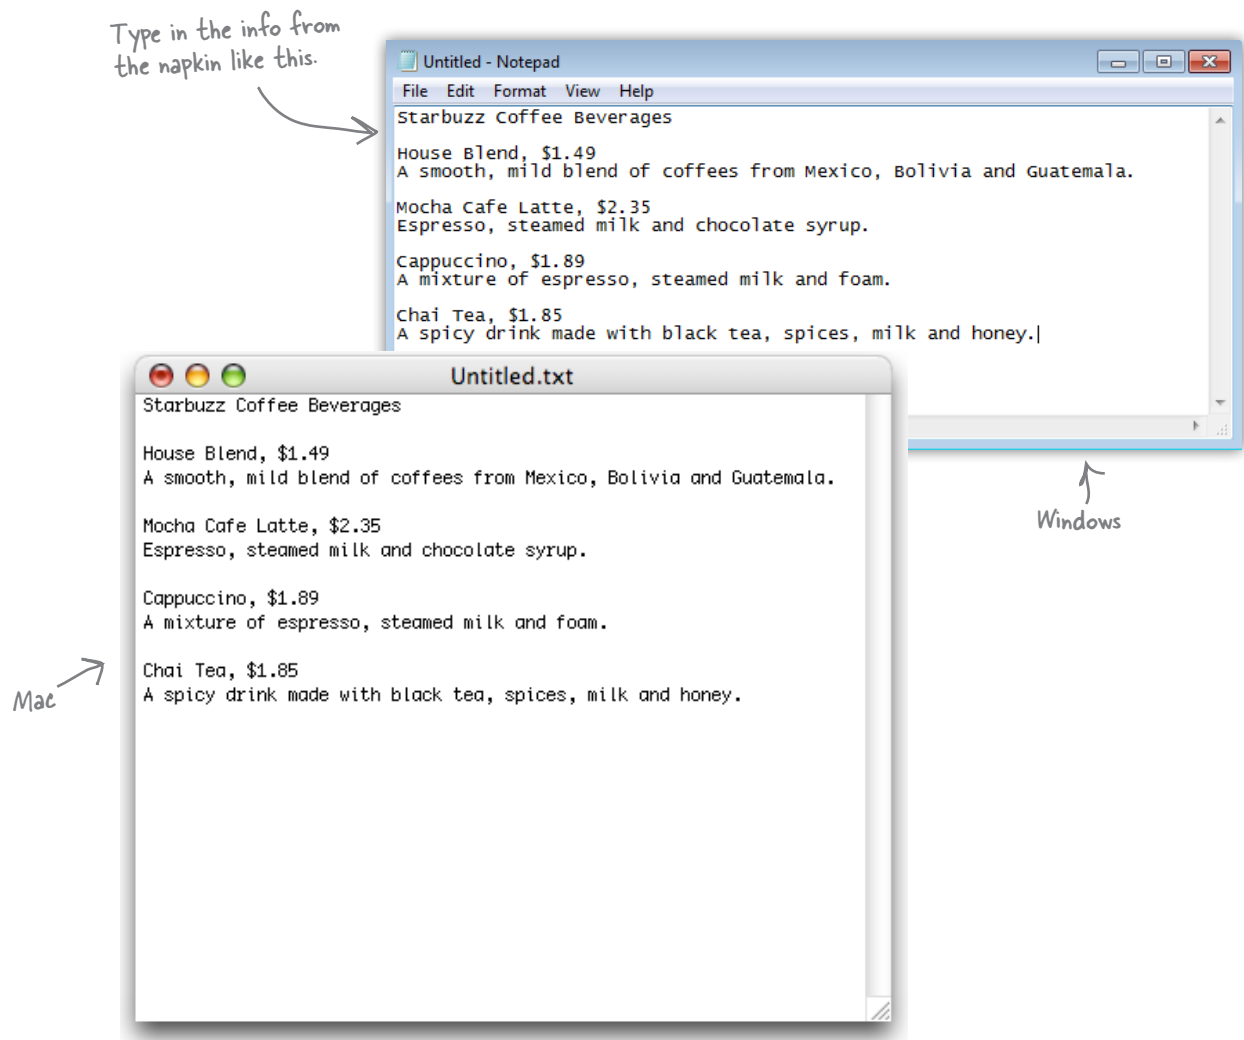 Type in the info from
the napkin like this.
Untitled - Notepad
File Edit Format View Help
Starbuzz Coffee Beverages
House Blend, $1.49
A smooth, mild blend of coffees from Mexico, Bolivia and Guatemala.
Mocha Cafe Latte, $2.35
Espresso, steamed milk and chocolate syrup.
Cappuccino, $1.89
A mixture of espresso, steamed milk and foam.
Chai Tea, $1.85
A spicy drink made with black tea, spices, milk and honey.
Windows
Untitled.txt
Starbuzz Coffee Beverages
House Blend, $1.49
A smooth, mild blend of coffees from Mexico, Bolivia and Guatemala.
Mocha Cafe Latte, $2.35
Espresso, steamed milk and chocolate syrup.
Cappuccino, $1.89
A mixture of espresso, steamed milk and foam.
Chai Tea, $1.85
A spicy drink made with black tea, spices, milk and honey.
Mac